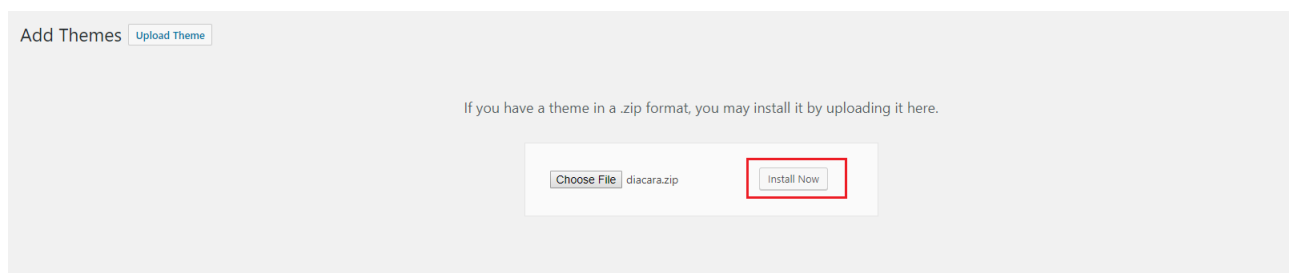 Add Themes Upload Theme
If you have a theme in a .zip format, you may install it by uploading it here.
Choose File diacara.zip Install Now